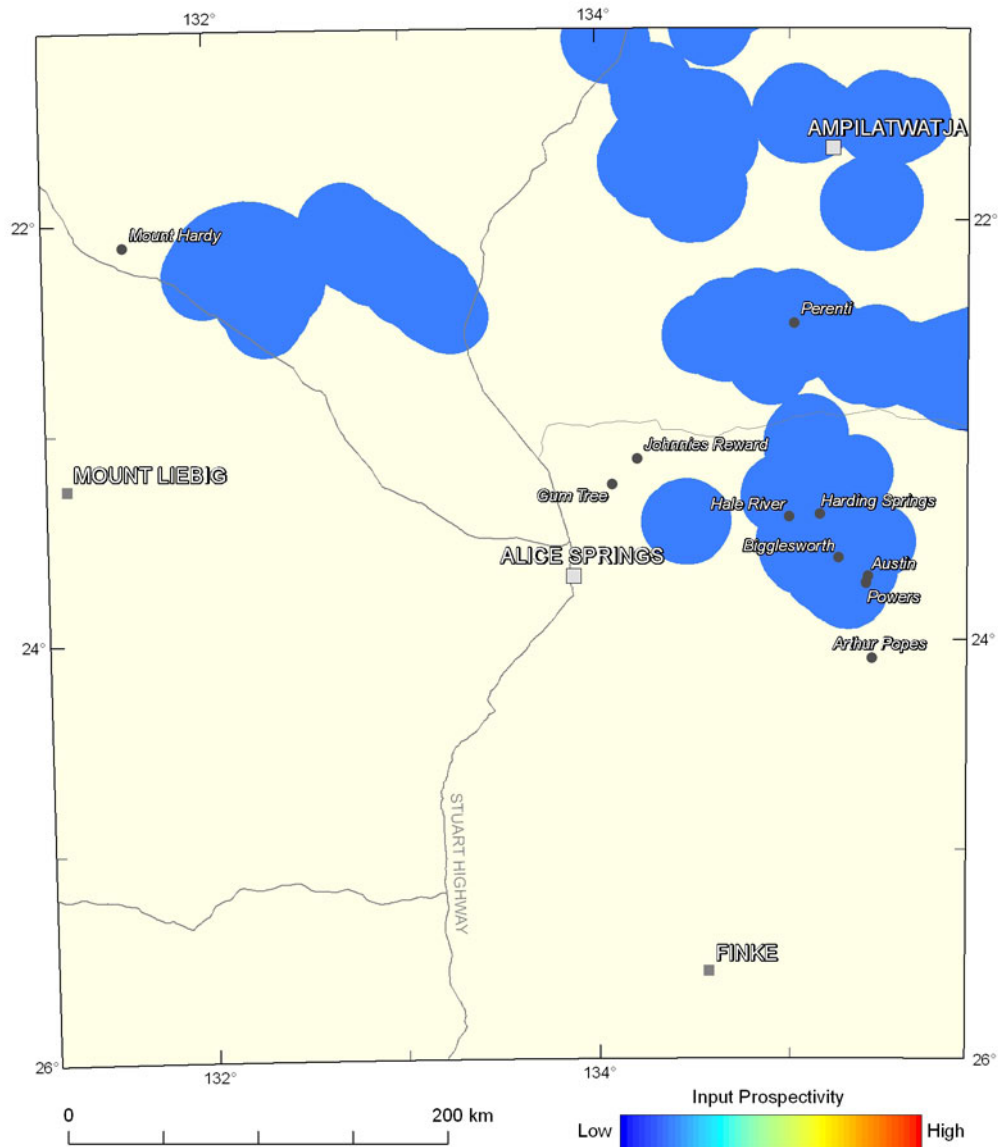 132°
134°
AMPILATWATJA
22°
22°
Mount Hardy
Perenti
Johnnies Reward
MOUNT LIEBIG
Gum Tree
Hale River
Harding Springs
Bigglesworth
ALICE SPRINGS
Austin
Powers
24°
24°
Arthur Popes
STUART HIGHWAY
FINKE
26°
26°
132°
134°
0
200 km
Input Prospectivity
Low
High